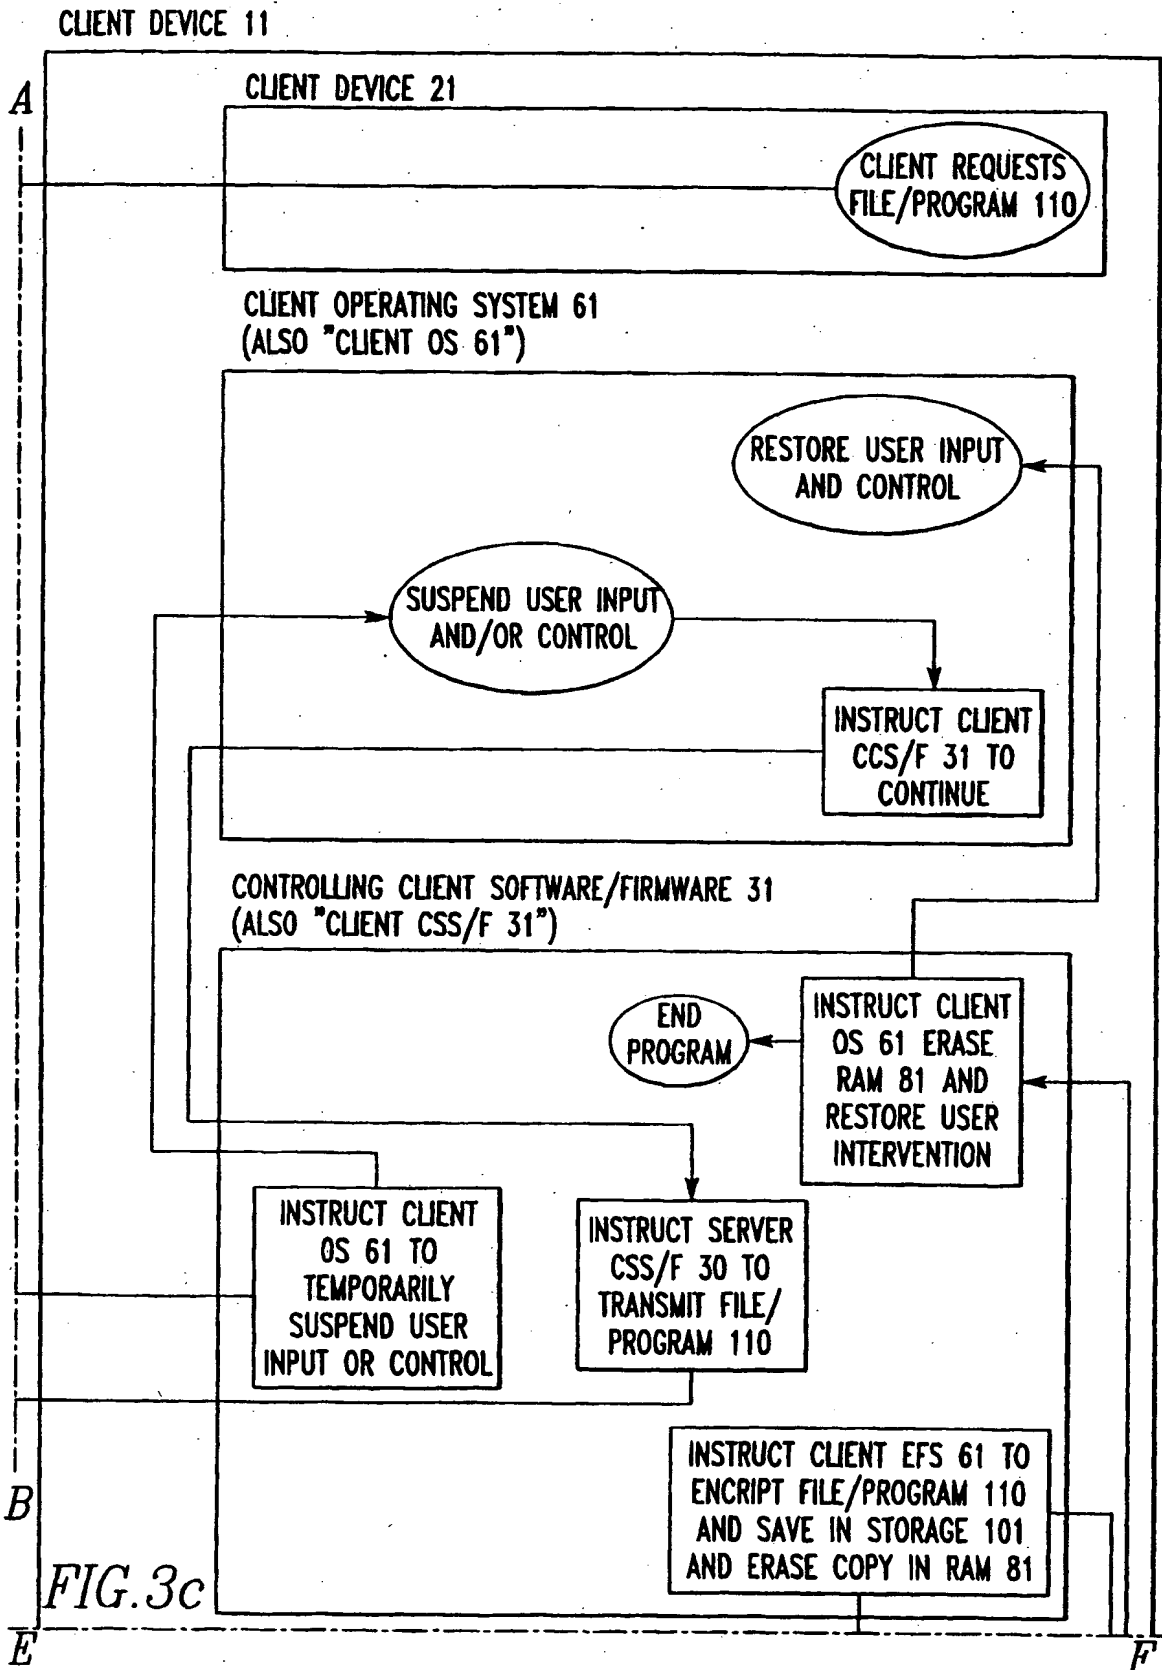 CLIENT DEVICE 11
A
CLIENT DEVICE 21
CLIENT REQUESTS
FILE/PROGRAM 110
CLIENT OPERATING SYSTEM 61
(ALSO "CLIENT OS 61")
RESTORE USER INPUT
AND CONTROL
SUSPEND USER INPUT
AND/OR CONTROL
INSTRUCT CLIENT
CCS/F 31 TO
CONTINUE
CONTROLLING CLIENT SOFTWARE/FIRMWARE 31
(ALSO "CLIENT CSS/F 31")
END
PROGRAM
INSTRUCT CLIENT
OS 61 ERASE
RAM 81 AND
RESTORE USER
INTERVENTION
INSTRUCT CLIENT
OS 61 TO
TEMPORARILY
SUSPEND USER
INPUT OR CONTROL
INSTRUCT SERVER
CSS/F 30 TO
TRANSMIT FILE/
PROGRAM 110
INSTRUCT CLIENT EFS 61 TO
ENCRIPT FILE/PROGRAM 110
AND SAVE IN STORAGE 101
AND ERASE COPY IN RAM 81
B
FIG.3c
E
F